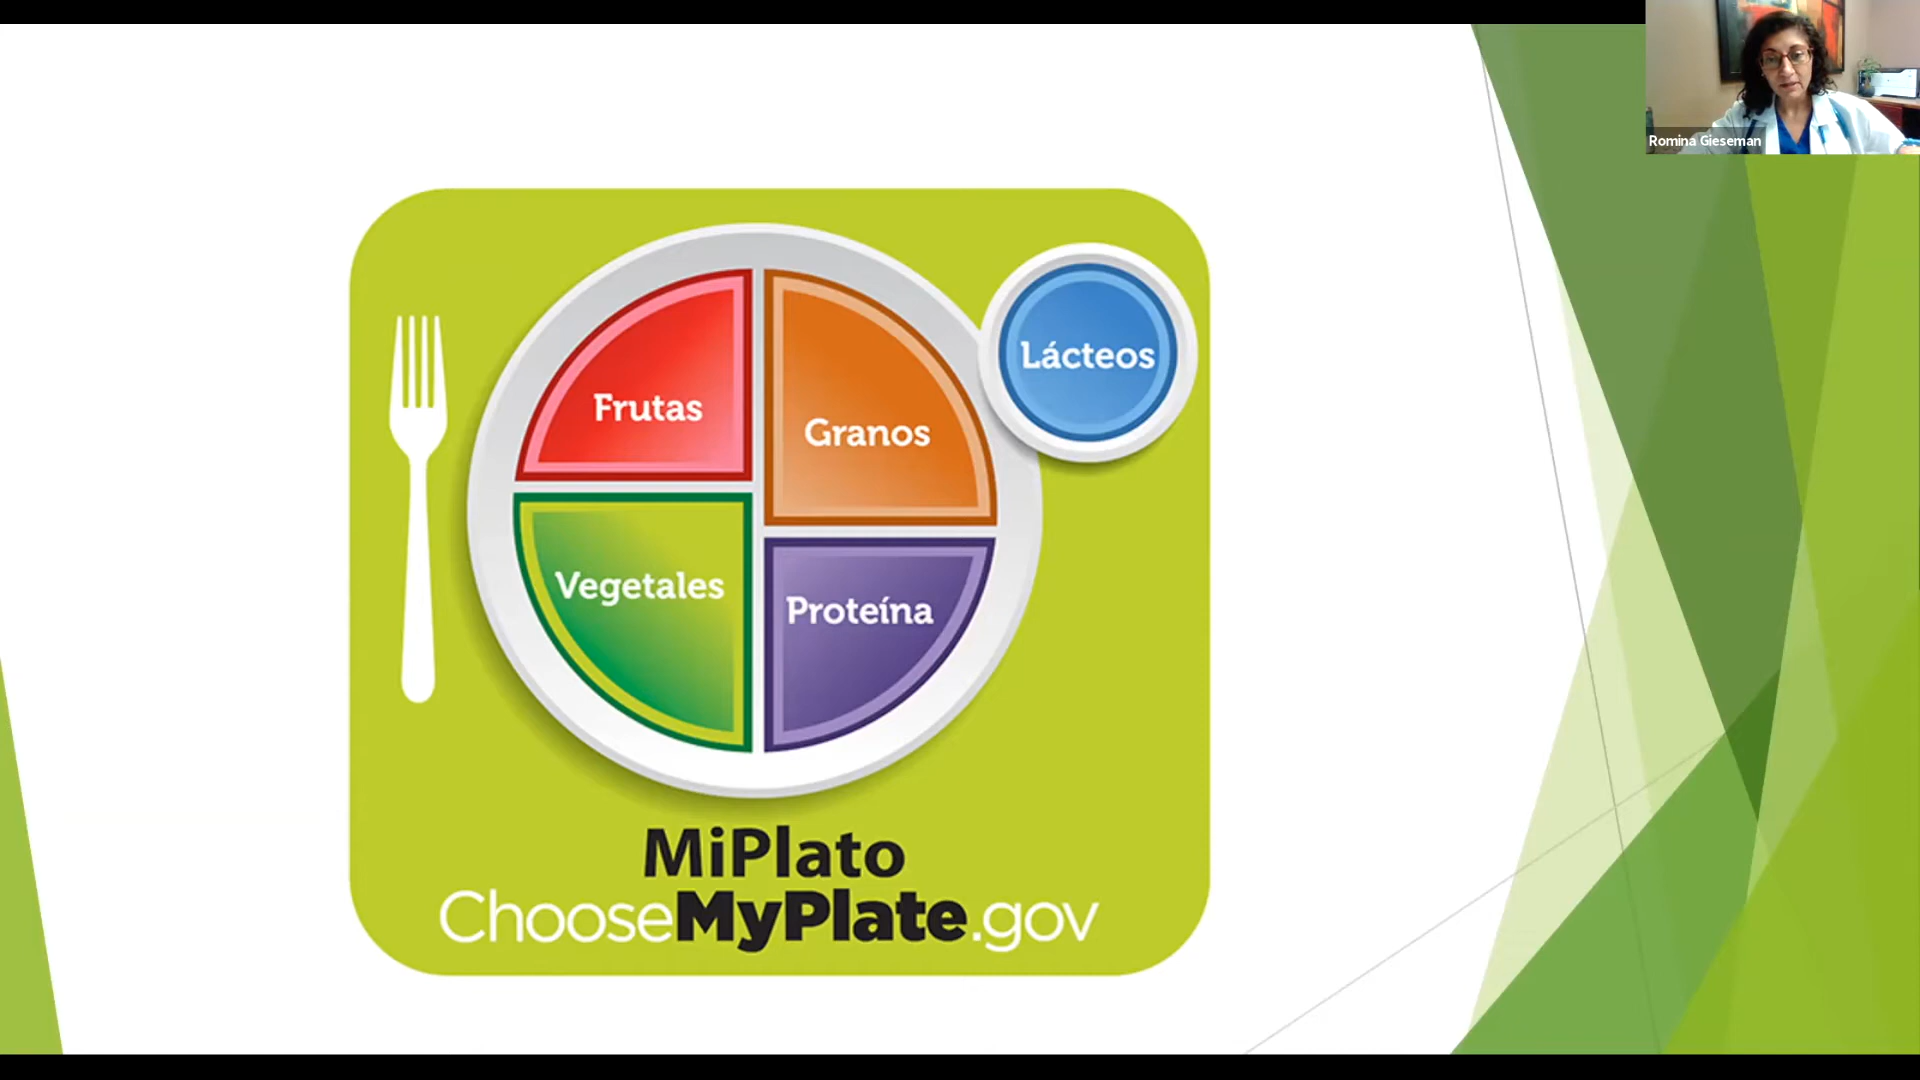 Romina Gieseman
Lácteos
Frutas
Granos
Vegetales
Proteína
MiPlato
ChooseMyPlate.gov